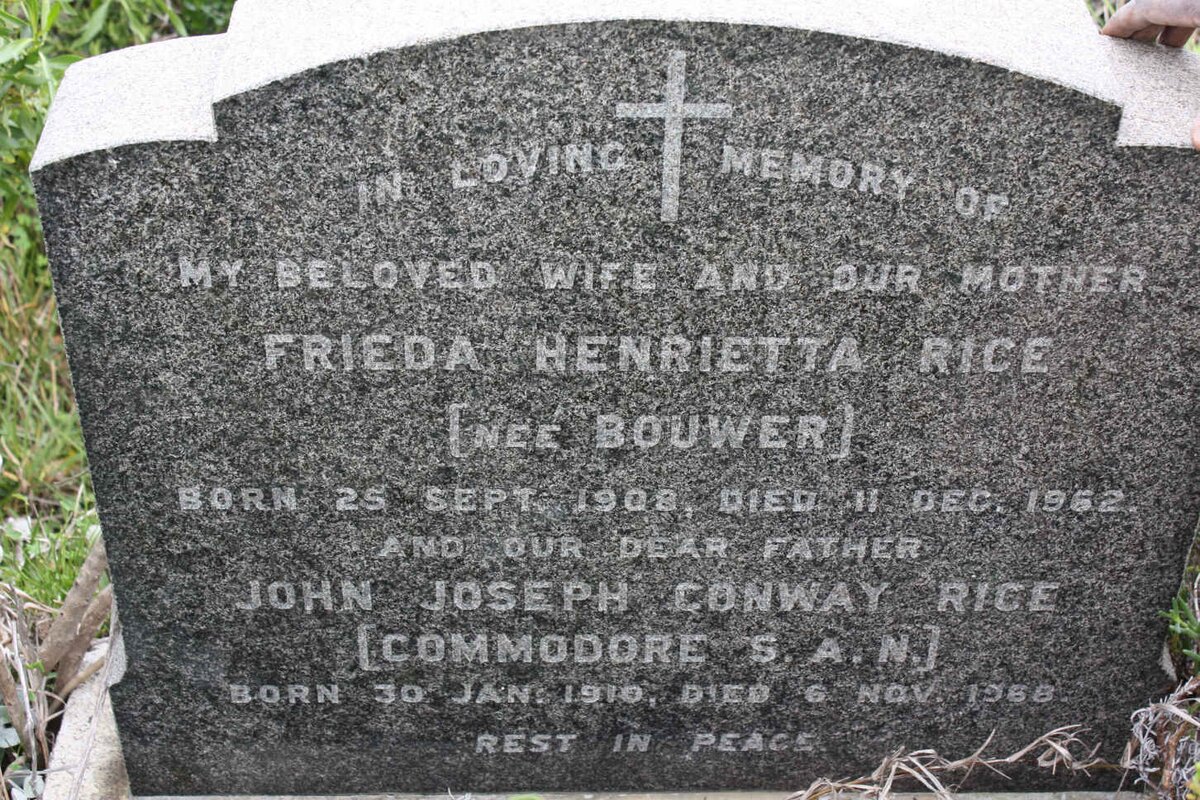 IN LOVING MEMORY OF
MY BELOVED WIFE AND OUR MOTHER
FRIEDA HENRIETTA RICE
[NEÉ BOUWER]
BORN 25 SEPT. 1908, DIED 11 DEC. 1962.
AND OUR DEAR FATHER
JOHN JOSEPH CONWAY RICE
[COMMODORE S.A.N.]
BORN 30 JAN. 1910, DIED 6 NOV. 1968
REST IN PEACE